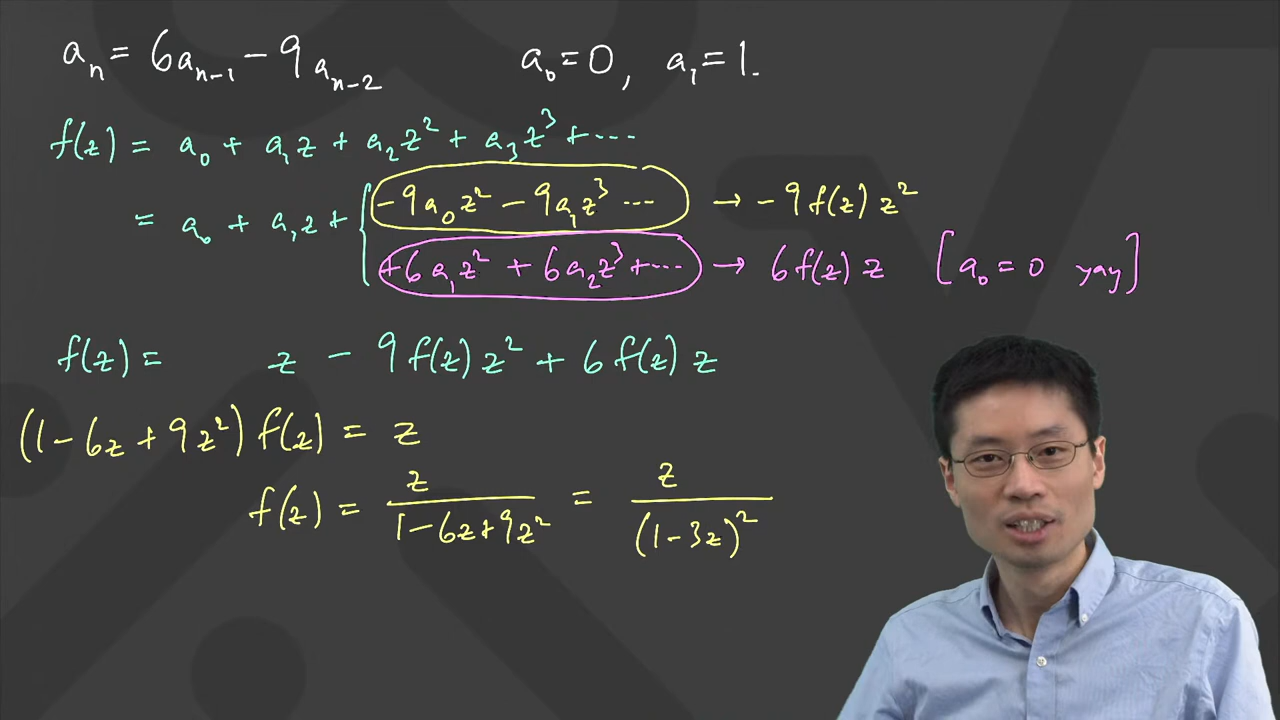 aₙ = 6aₙ₋₁ − 9aₙ₋₂ a₀ = 0, a₁ = 1.
f(z) = a₀ + a₁z + a₂z² + a₃z³ + ⋯
= a₀ + a₁z + { −9a₀z² − 9a₁z³ ⋯ → −9f(z)z²
+6a₁z² + 6a₂z³ + ⋯ → 6f(z)z [a₀ = 0 yay]
f(z) = z − 9f(z)z² + 6f(z)z
(1 − 6z + 9z²) f(z) = z
f(z) = z / (1 − 6z + 9z²) = z / (1 − 3z)²